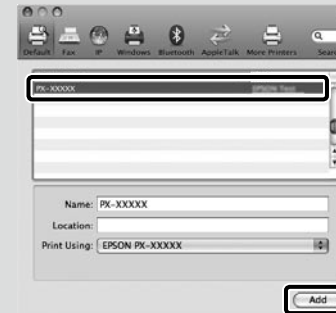 Default Fax IP Windows Bluetooth AppleTalk More Printers
PX-XXXXX EPSON
Name: PX-XXXXX
Location:
Print Using: EPSON PX-XXXXX
Add